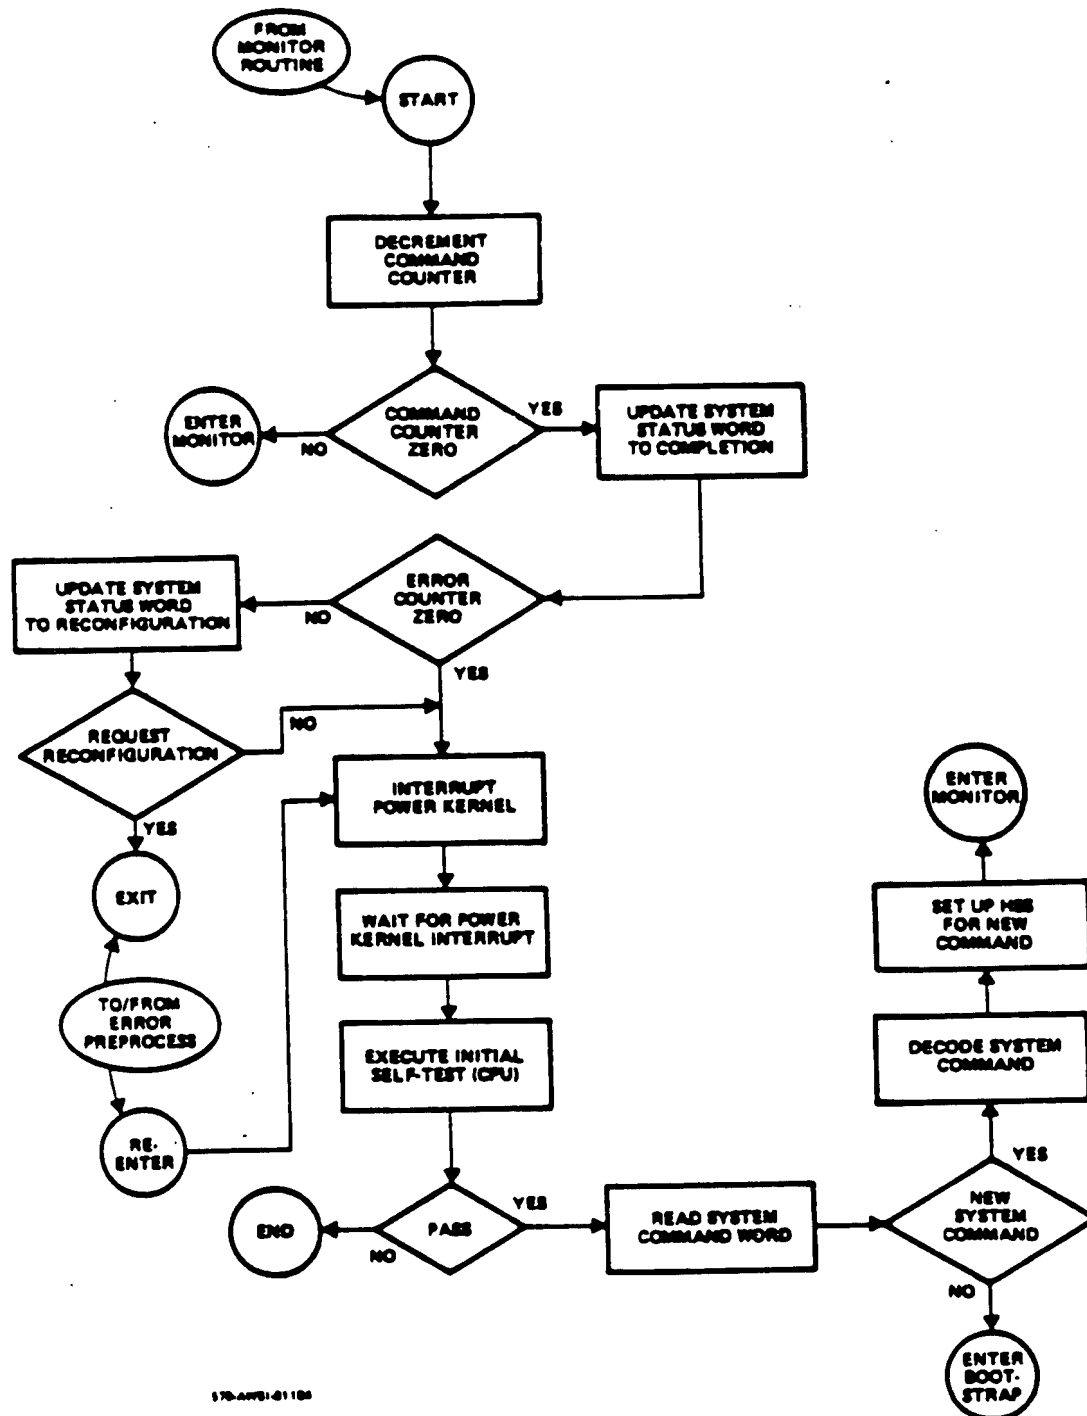 FROM
MONITOR
ROUTINE
START
DECREMENT
COMMAND
COUNTER
ENTER
MONITOR
NO
COMMAND
COUNTER
ZERO
YES
UPDATE SYSTEM
STATUS WORD
TO COMPLETION
UPDATE SYSTEM
STATUS WORD
TO RECONFIGURATION
NO
ERROR
COUNTER
ZERO
YES
REQUEST
RECONFIGURATION
NO
YES
EXIT
TO/FROM
ERROR
PREPROCESS
RE-
ENTER
INTERRUPT
POWER KERNEL
WAIT FOR POWER
KERNEL INTERRUPT
EXECUTE INITIAL
SELF-TEST (CPU)
END
NO
PASS
YES
READ SYSTEM
COMMAND WORD
ENTER
MONITOR
SET UP
FOR NEW
COMMAND
DECODE SYSTEM
COMMAND
YES
NEW
SYSTEM
COMMAND
NO
ENTER
BOOT-
STRAP